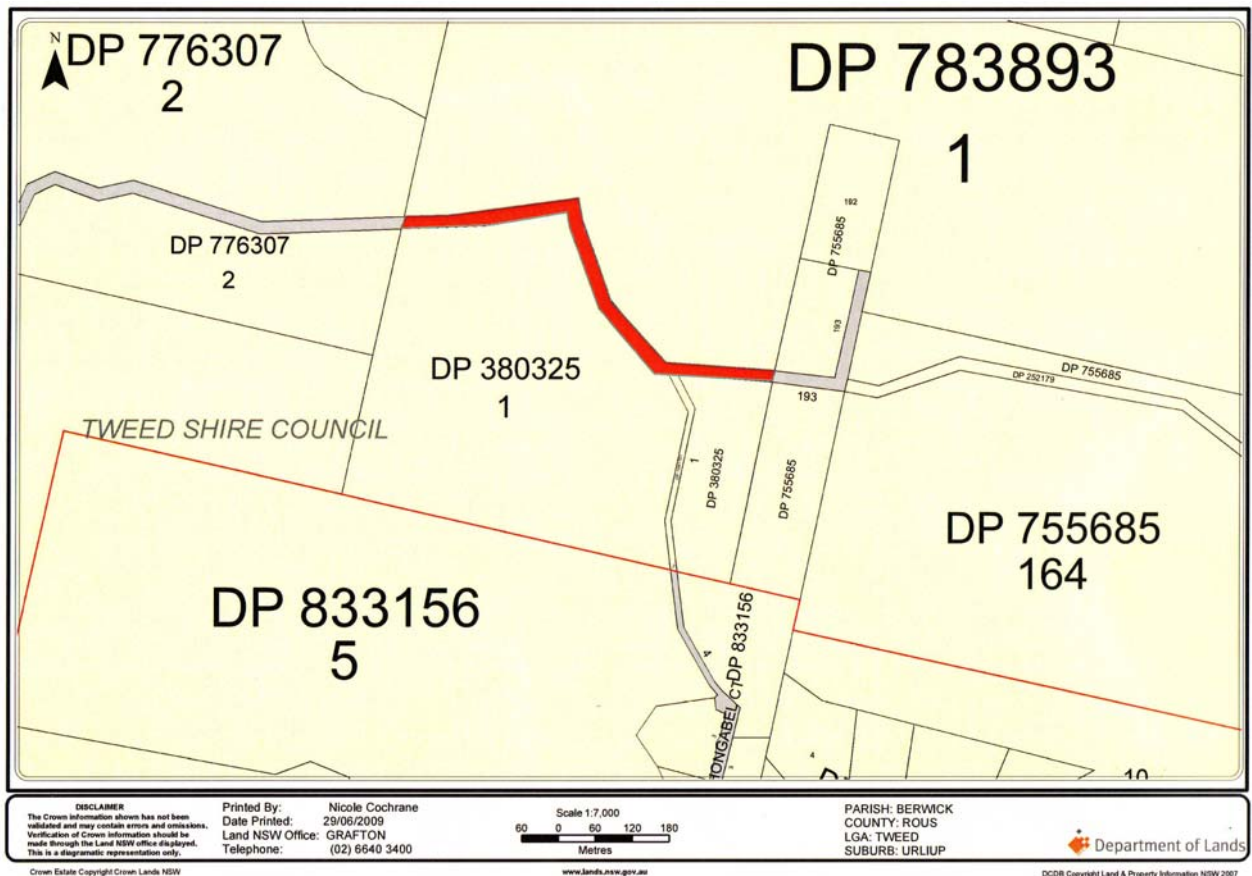 N
DP 776307
2
DP 783893
1
192
DP 755685
DP 776307
2
193
DP 380325
1
DP 755685
DP 252179
193
TWEED SHIRE COUNCIL
1
DP 380325
DP 755685
DP 755685
164
DP 833156
5
DP 833156
4
HONGABEL CT
4
10
DISCLAIMER
The Crown information shown has not been
validated and may contain errors and omissions.
Verification of Crown information should be
made through the Land NSW office displayed.
This is a diagramatic representation only.
Printed By: Nicole Cochrane
Date Printed: 29/06/2009
Land NSW Office: GRAFTON
Telephone: (02) 6640 3400
Scale 1:7,000
60 0 60 120 180
Metres
PARISH: BERWICK
COUNTY: ROUS
LGA: TWEED
SUBURB: URLIUP
Department of Lands
Crown Estate Copyright Crown Lands NSW
www.lands.nsw.gov.au
DCDB Copyright Land & Property Information NSW 2007